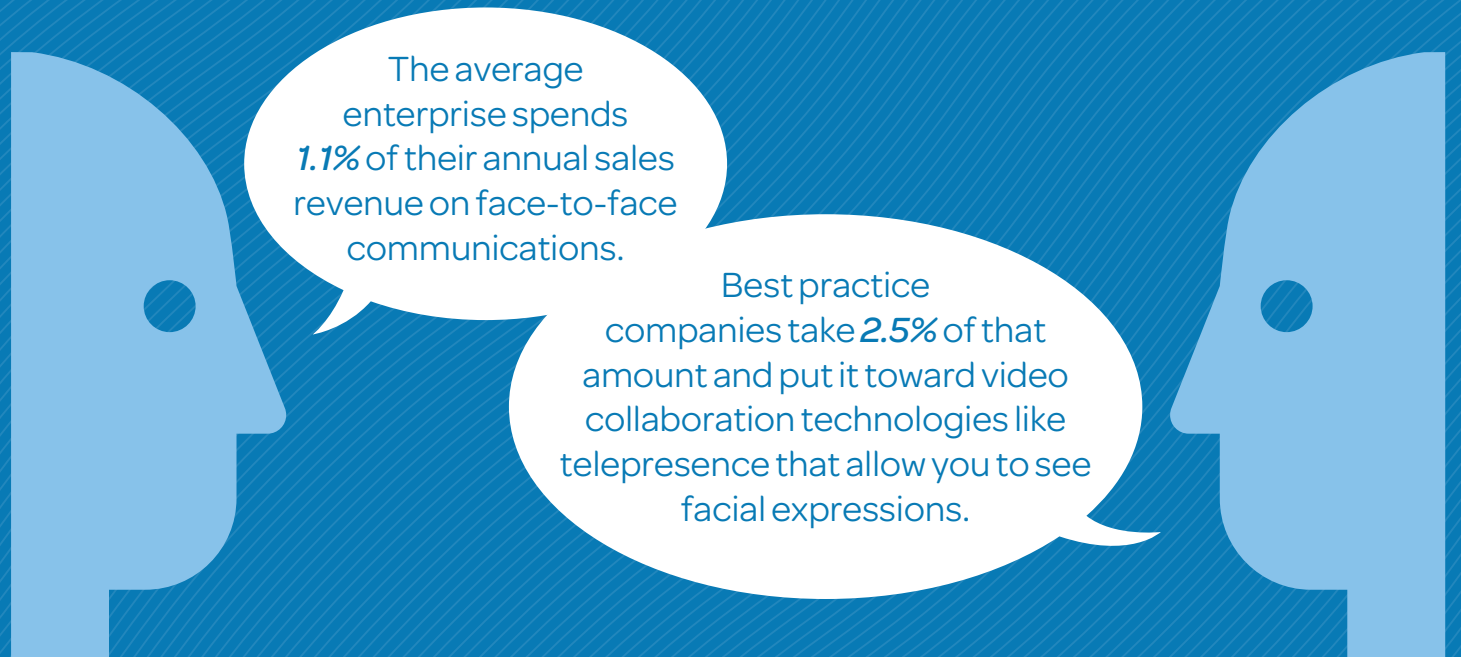 The average
enterprise spends
1.1% of their annual sales
revenue on face-to-face
communications.
Best practice
companies take 2.5% of that
amount and put it toward video
collaboration technologies like
telepresence that allow you to see
facial expressions.